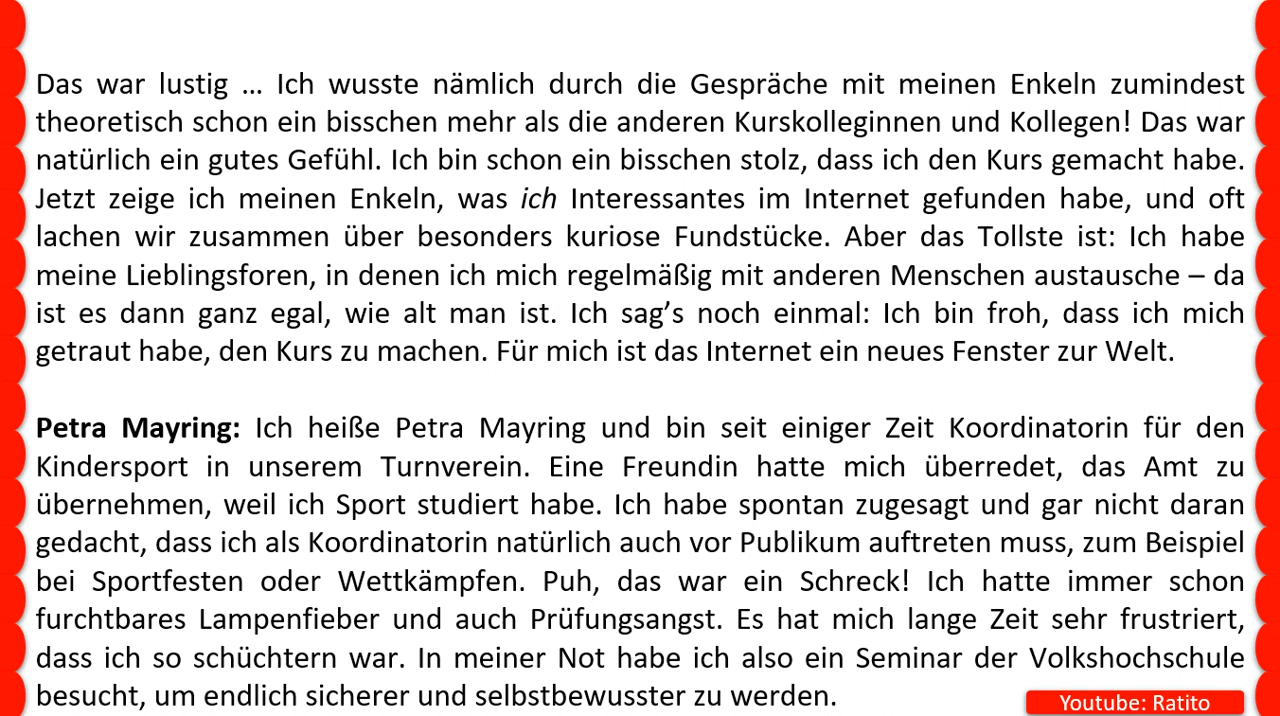 Das war lustig … Ich wusste nämlich durch die Gespräche mit meinen Enkeln zumindest
theoretisch schon ein bisschen mehr als die anderen Kurskolleginnen und Kollegen! Das war
natürlich ein gutes Gefühl. Ich bin schon ein bisschen stolz, dass ich den Kurs gemacht habe.
Jetzt zeige ich meinen Enkeln, was ich Interessantes im Internet gefunden habe, und oft
lachen wir zusammen über besonders kuriose Fundstücke. Aber das Tollste ist: Ich habe
meine Lieblingsforen, in denen ich mich regelmäßig mit anderen Menschen austausche – da
ist es dann ganz egal, wie alt man ist. Ich sag’s noch einmal: Ich bin froh, dass ich mich
getraut habe, den Kurs zu machen. Für mich ist das Internet ein neues Fenster zur Welt.
Petra Mayring: Ich heiße Petra Mayring und bin seit einiger Zeit Koordinatorin für den
Kindersport in unserem Turnverein. Eine Freundin hatte mich überredet, das Amt zu
übernehmen, weil ich Sport studiert habe. Ich habe spontan zugesagt und gar nicht daran
gedacht, dass ich als Koordinatorin natürlich auch vor Publikum auftreten muss, zum Beispiel
bei Sportfesten oder Wettkämpfen. Puh, das war ein Schreck! Ich hatte immer schon
furchtbares Lampenfieber und auch Prüfungsangst. Es hat mich lange Zeit sehr frustriert,
dass ich so schüchtern war. In meiner Not habe ich also ein Seminar der Volkshochschule
besucht, um endlich sicherer und selbstbewusster zu werden.
Youtube: Ratito